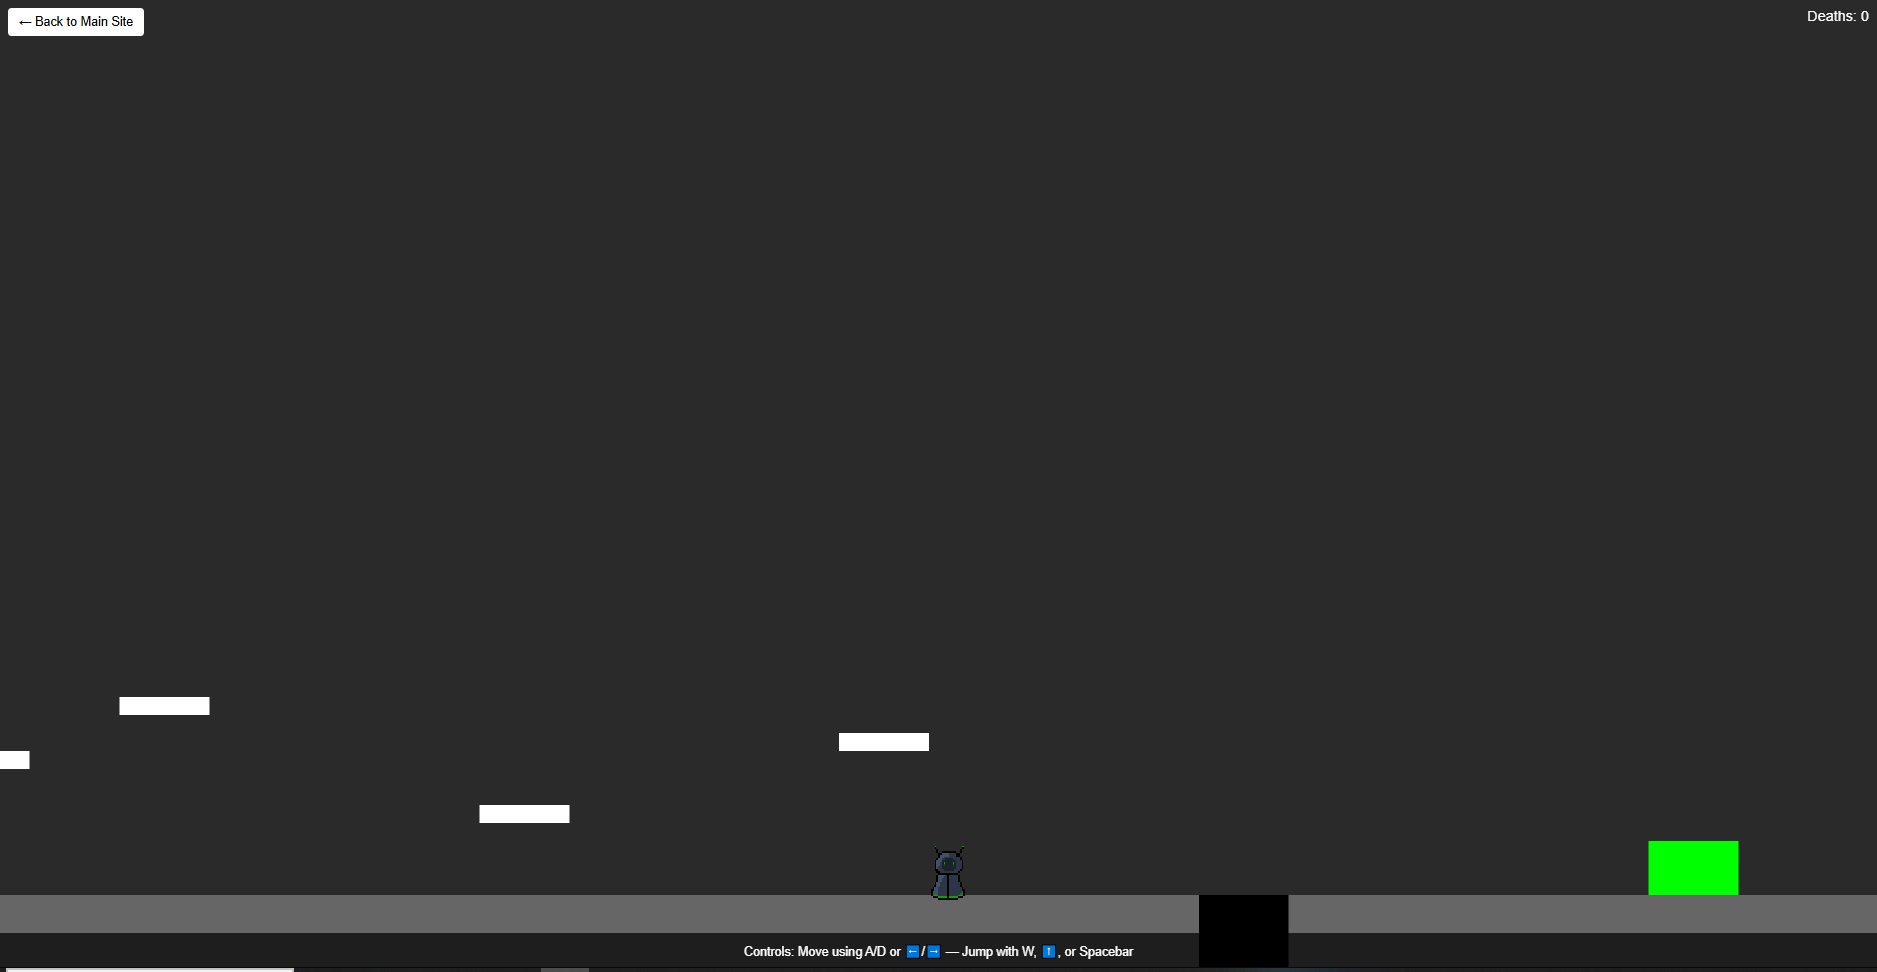 ← Back to Main Site
Deaths: 0
Controls: Move using A/D or ⬅️/➡️ — Jump with W, ⬆️, or Spacebar